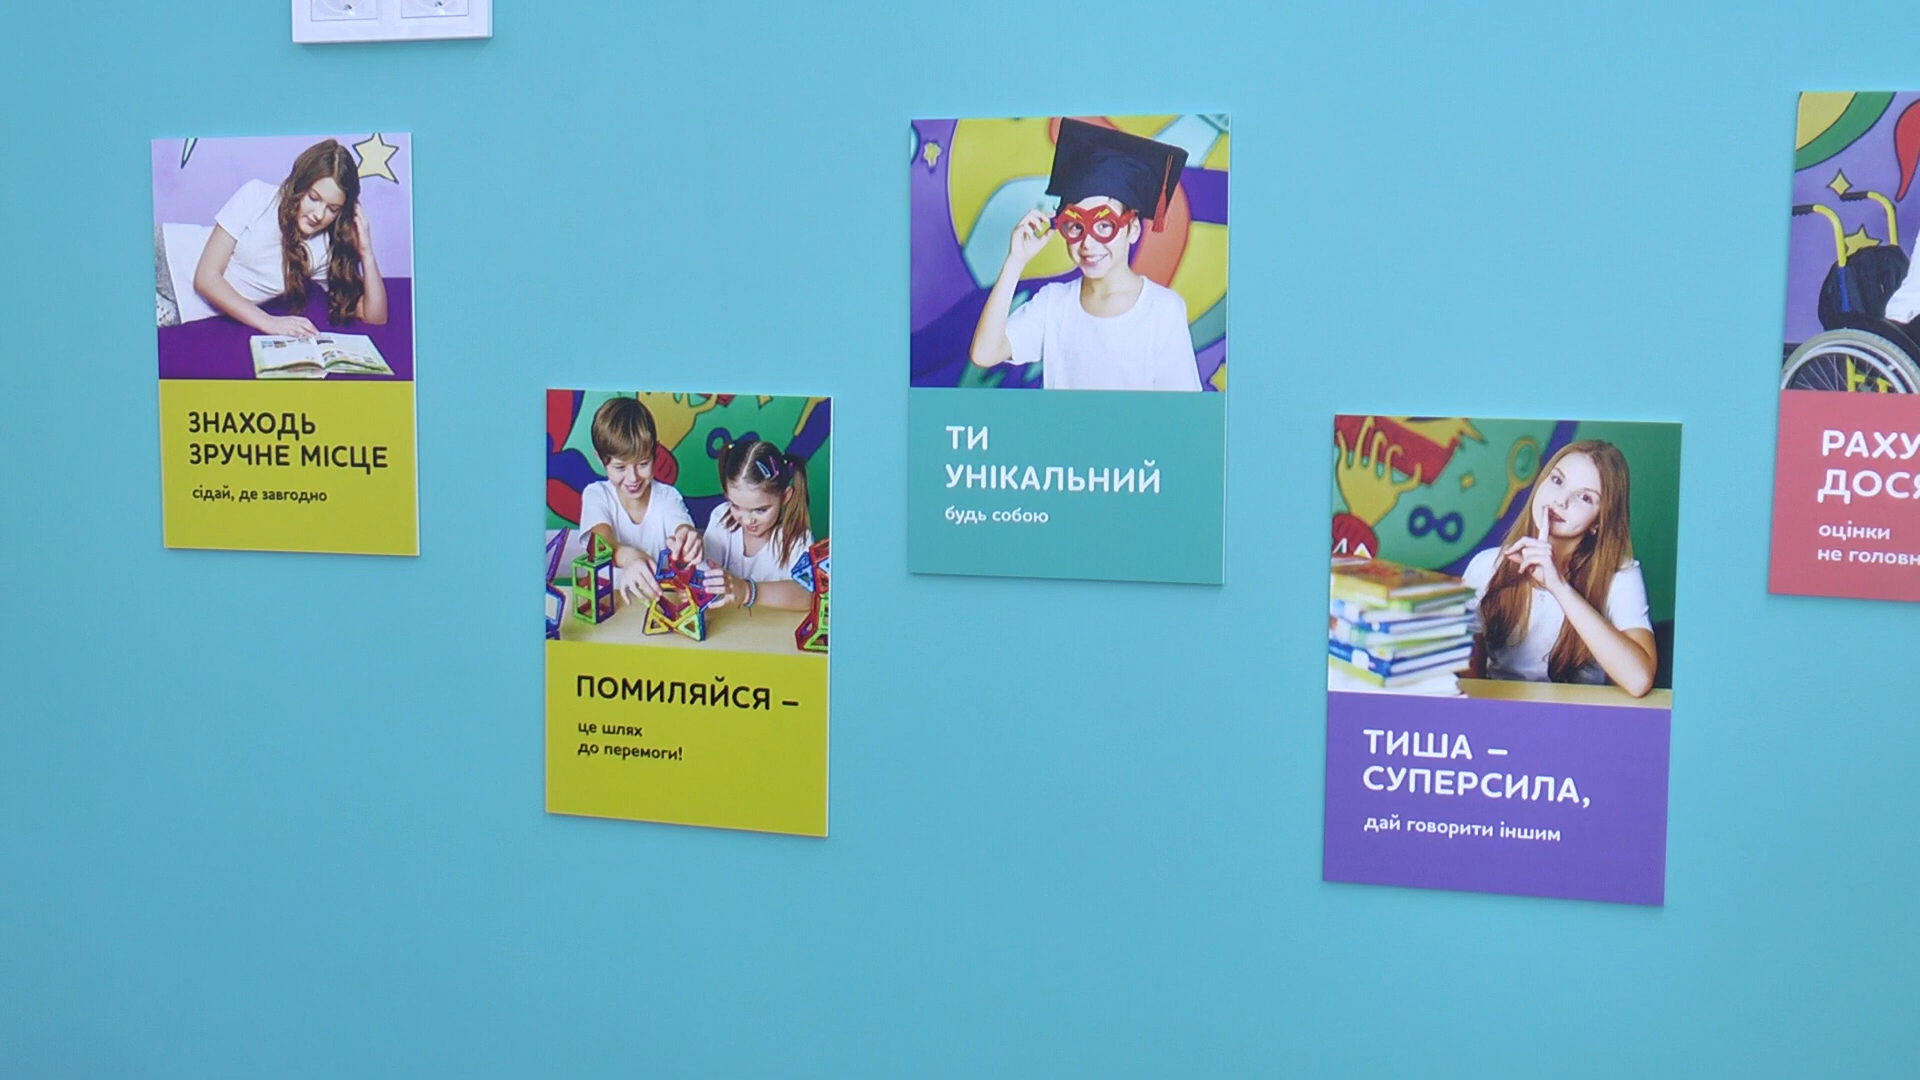 ЗНАХОДЬ
ЗРУЧНЕ МІСЦЕ
сідай, де завгодно
ПОМИЛЯЙСЯ –
це шлях
до перемоги!
ТИ
УНІКАЛЬНИЙ
будь собою
ТИША –
СУПЕРСИЛА,
дай говорити іншим
оцінки
не